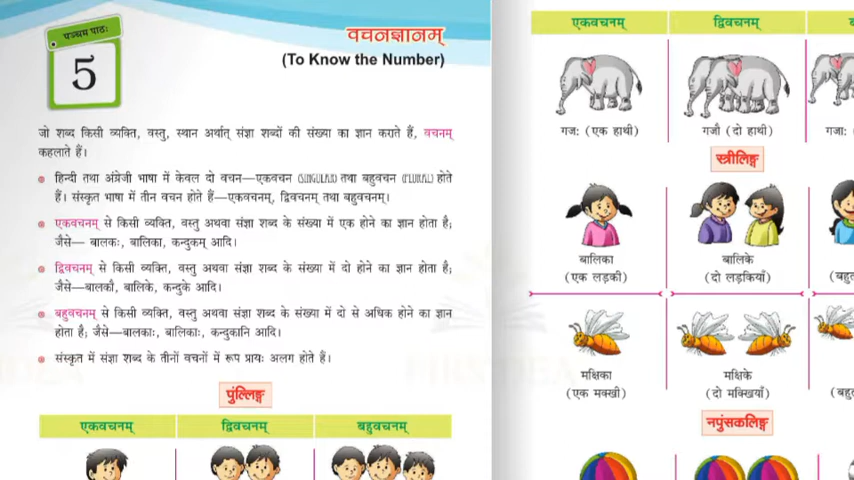 पञ्चम पाठः
5
वचनज्ञानम्
(To Know the Number)
जो शब्द किसी व्यक्ति, वस्तु, स्थान अर्थात् संज्ञा शब्दों की संख्या का ज्ञान कराते हैं, वचनम्
कहलाते हैं।
हिन्दी तथा अंग्रेजी भाषा में केवल दो वचन—एकवचन (SINGULAR) तथा बहुवचन (PLURAL) होते
हैं। संस्कृत भाषा में तीन वचन होते हैं—एकवचनम्, द्विवचनम् तथा बहुवचनम्।
एकवचनम् से किसी व्यक्ति, वस्तु अथवा संज्ञा शब्द के संख्या में एक होने का ज्ञान होता है;
जैसे— बालकः, बालिका, कन्दुकम् आदि।
द्विवचनम् से किसी व्यक्ति, वस्तु अथवा संज्ञा शब्द के संख्या में दो होने का ज्ञान होता है;
जैसे—बालकौ, बालिके, कन्दुके आदि।
बहुवचनम् से किसी व्यक्ति, वस्तु अथवा संज्ञा शब्द के संख्या में दो से अधिक होने का ज्ञान
होता है; जैसे—बालकाः, बालिकाः, कन्दुकानि आदि।
संस्कृत में संज्ञा शब्द के तीनों वचनों में रूप प्रायः अलग होते हैं।
पुंल्लिङ्ग
एकवचनम् द्विवचनम् बहुवचनम्
एकवचनम् द्विवचनम्
गजः (एक हाथी) गजौ (दो हाथी) गजाः
स्त्रीलिङ्ग
बालिका बालिके
(एक लड़की) (दो लड़कियाँ)
मक्षिका मक्षिके
(एक मक्खी) (दो मक्खियाँ)
नपुंसकलिङ्ग